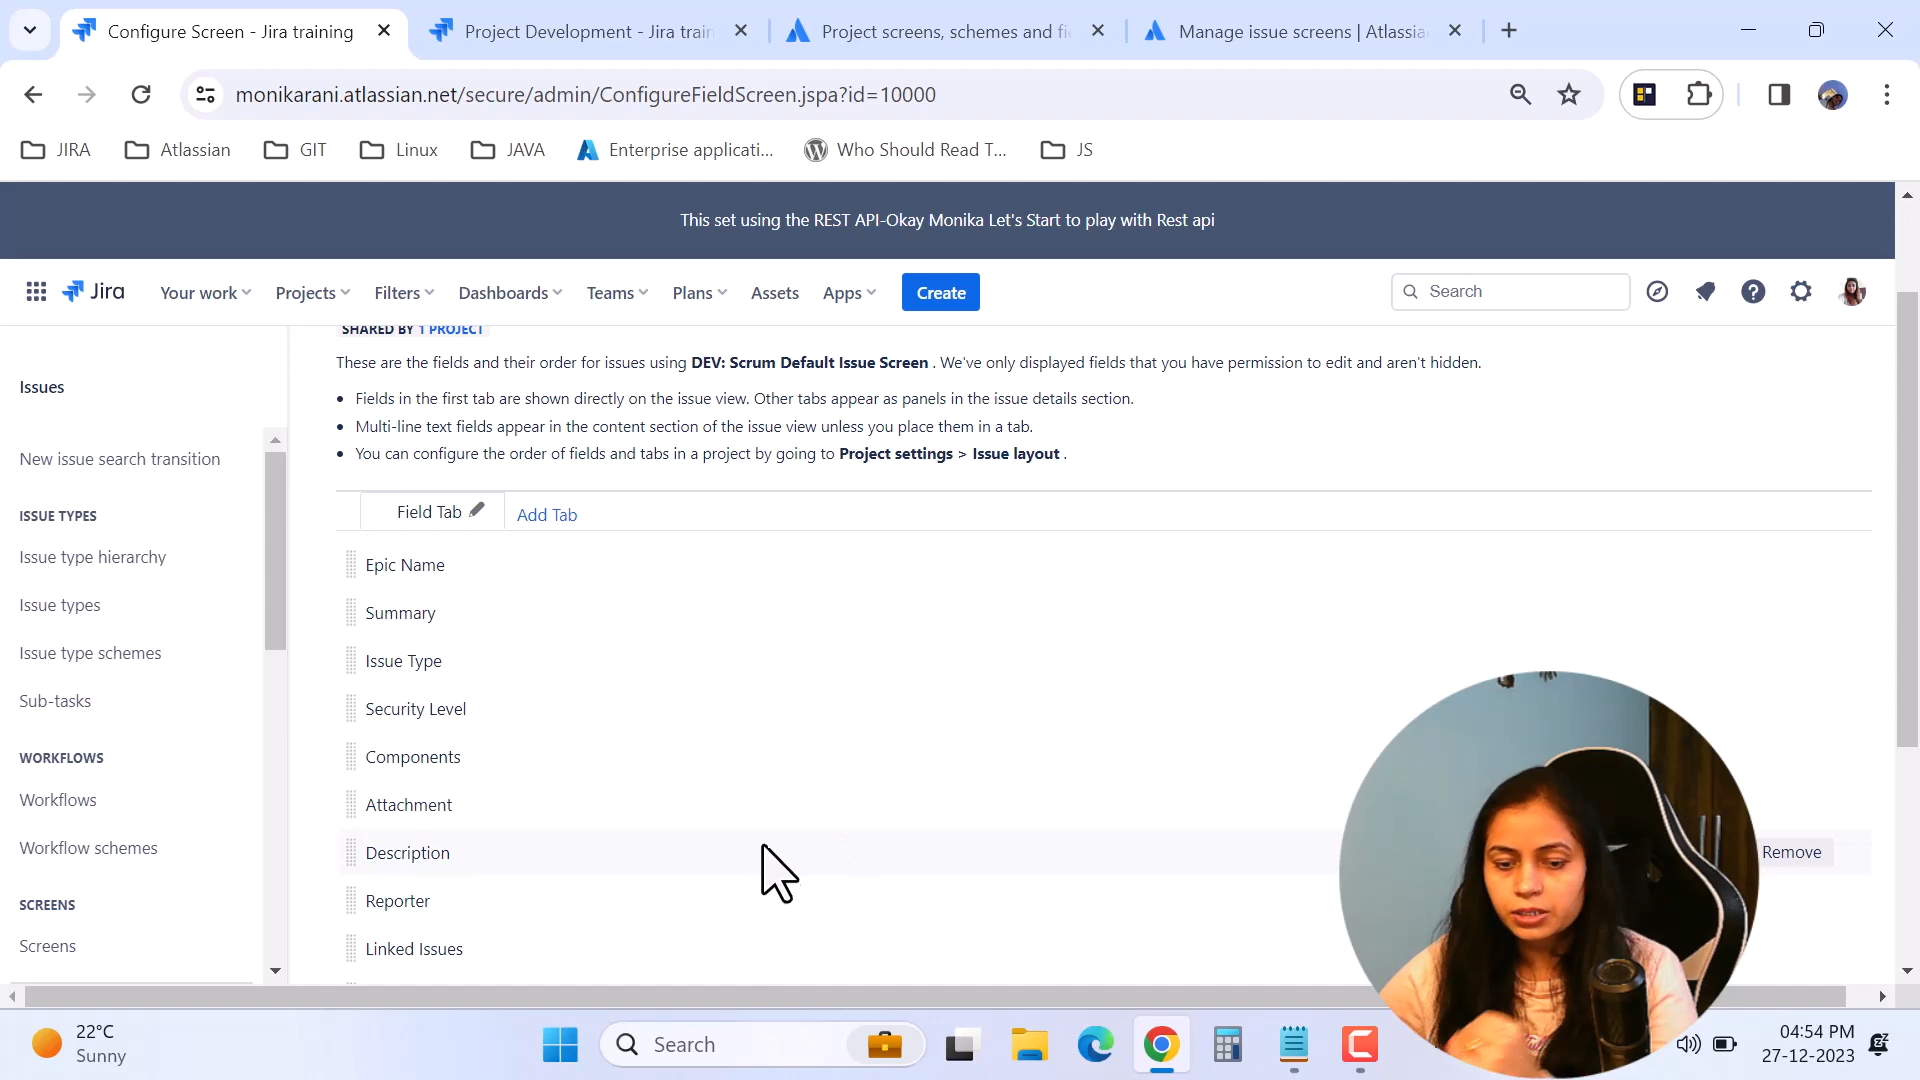 Configure Screen - Jira training
Project Development - Jira train
Project screens, schemes and fi
Manage issue screens | Atlassia
monikarani.atlassian.net/secure/admin/ConfigureFieldScreen.jspa?id=10000
JIRA
Atlassian
GIT
Linux
JAVA
Enterprise applicati...
Who Should Read T...
JS
This set using the REST API-Okay Monika Let's Start to play with Rest api
Jira
Your work
Projects
Filters
Dashboards
Teams
Plans
Assets
Apps
Create
Search
SHARED BY 1 PROJECT
These are the fields and their order for issues using DEV: Scrum Default Issue Screen . We've only displayed fields that you have permission to edit and aren't hidden.
Fields in the first tab are shown directly on the issue view. Other tabs appear as panels in the issue details section.
Multi-line text fields appear in the content section of the issue view unless you place them in a tab.
You can configure the order of fields and tabs in a project by going to Project settings > Issue layout .
Issues
New issue search transition
ISSUE TYPES
Issue type hierarchy
Issue types
Issue type schemes
Sub-tasks
WORKFLOWS
Workflows
Workflow schemes
SCREENS
Screens
Field Tab
Add Tab
Epic Name
Summary
Issue Type
Security Level
Components
Attachment
Description
Remove
Reporter
Linked Issues
22°C
Sunny
Search
04:54 PM
27-12-2023